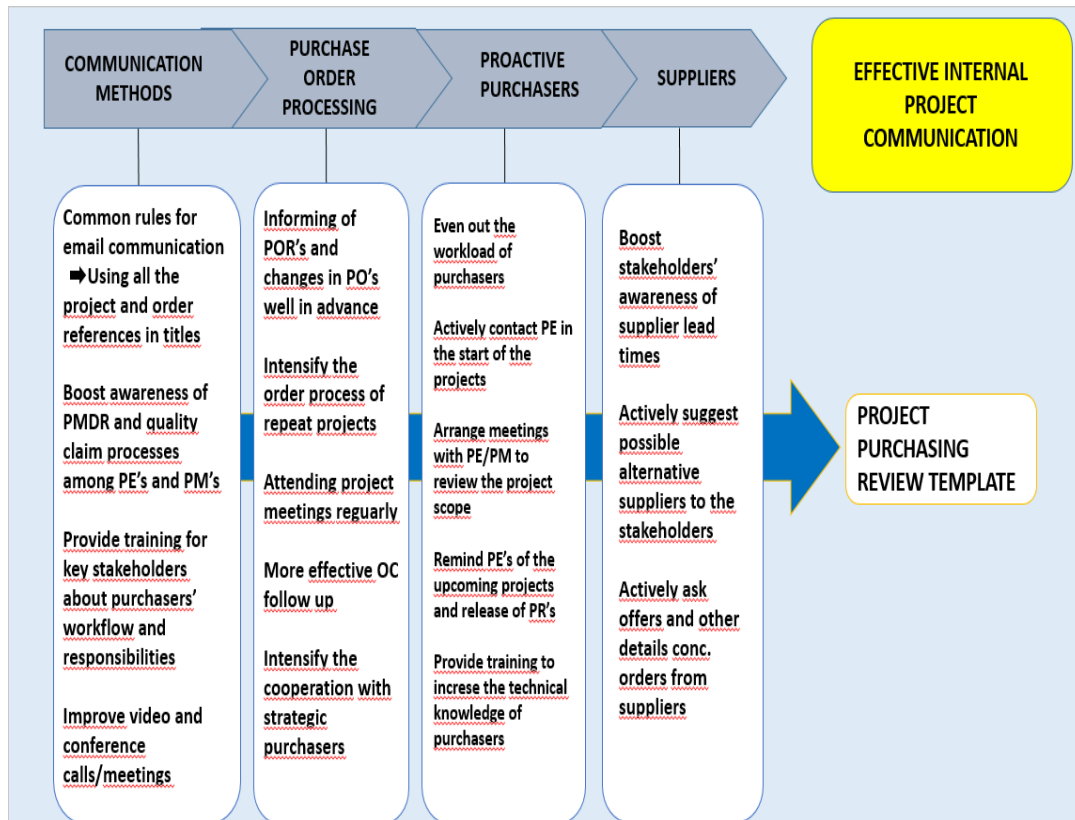 COMMUNICATION
METHODS
PURCHASE
ORDER
PROCESSING
PROACTIVE
PURCHASERS
SUPPLIERS
EFFECTIVE INTERNAL
PROJECT
COMMUNICATION
Common rules for
email communication
➡Using all the
project and order
references in titles
Boost awareness of
PMDR and quality
claim processes
among PE's and PM's
Provide training for
key stakeholders
about purchasers'
workflow and
responsibilities
Improve video and
conference
calls/meetings
Informing of
POR's and
changes in PO's
well in advance
Intensify the
order process of
repeat projects
Attending project
meetings reguarly
More effective OC
follow up
Intensify the
cooperation with
strategic
purchasers
Even out the
workload of
purchasers
Actively contact PE in
the start of the
projects
Arrange meetings
with PE/PM to
review the project
scope
Remind PE's of the
upcoming projects
and release of PR's
Provide training to
increse the technical
knowledge of
purchasers
Boost
stakeholders'
awareness of
supplier lead
times
Actively suggest
possible
alternative
suppliers to the
stakeholders
Actively ask
offers and other
details conc.
orders from
suppliers
PROJECT
PURCHASING
REVIEW TEMPLATE